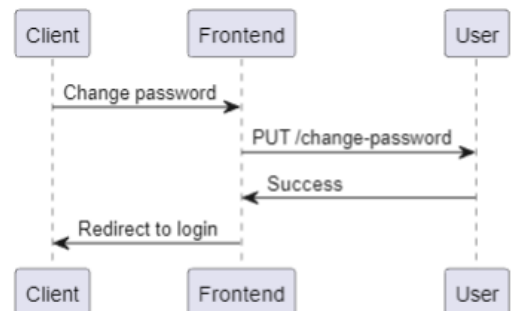 Client Frontend User
Change password
PUT /change-password
Success
Redirect to login
Client Frontend User